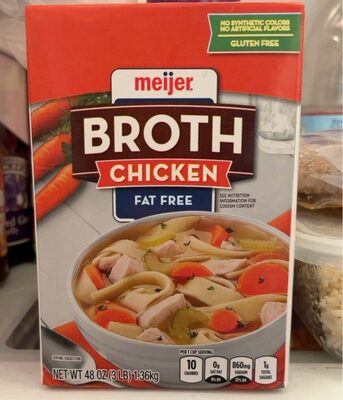 NO SYNTHETIC COLORS
NO ARTIFICIAL FLAVORS
GLUTEN FREE
meijer
BROTH
CHICKEN
FAT FREE
SEE NUTRITION
INFORMATION FOR
SODIUM CONTENT
SERVING SUGGESTION
PER 1 CUP SERVING
10 CALORIES
0g SAT FAT 0% DV
860mg SODIUM
1g TOTAL SUGARS
NET WT 48 OZ (3 LB) 1.36kg